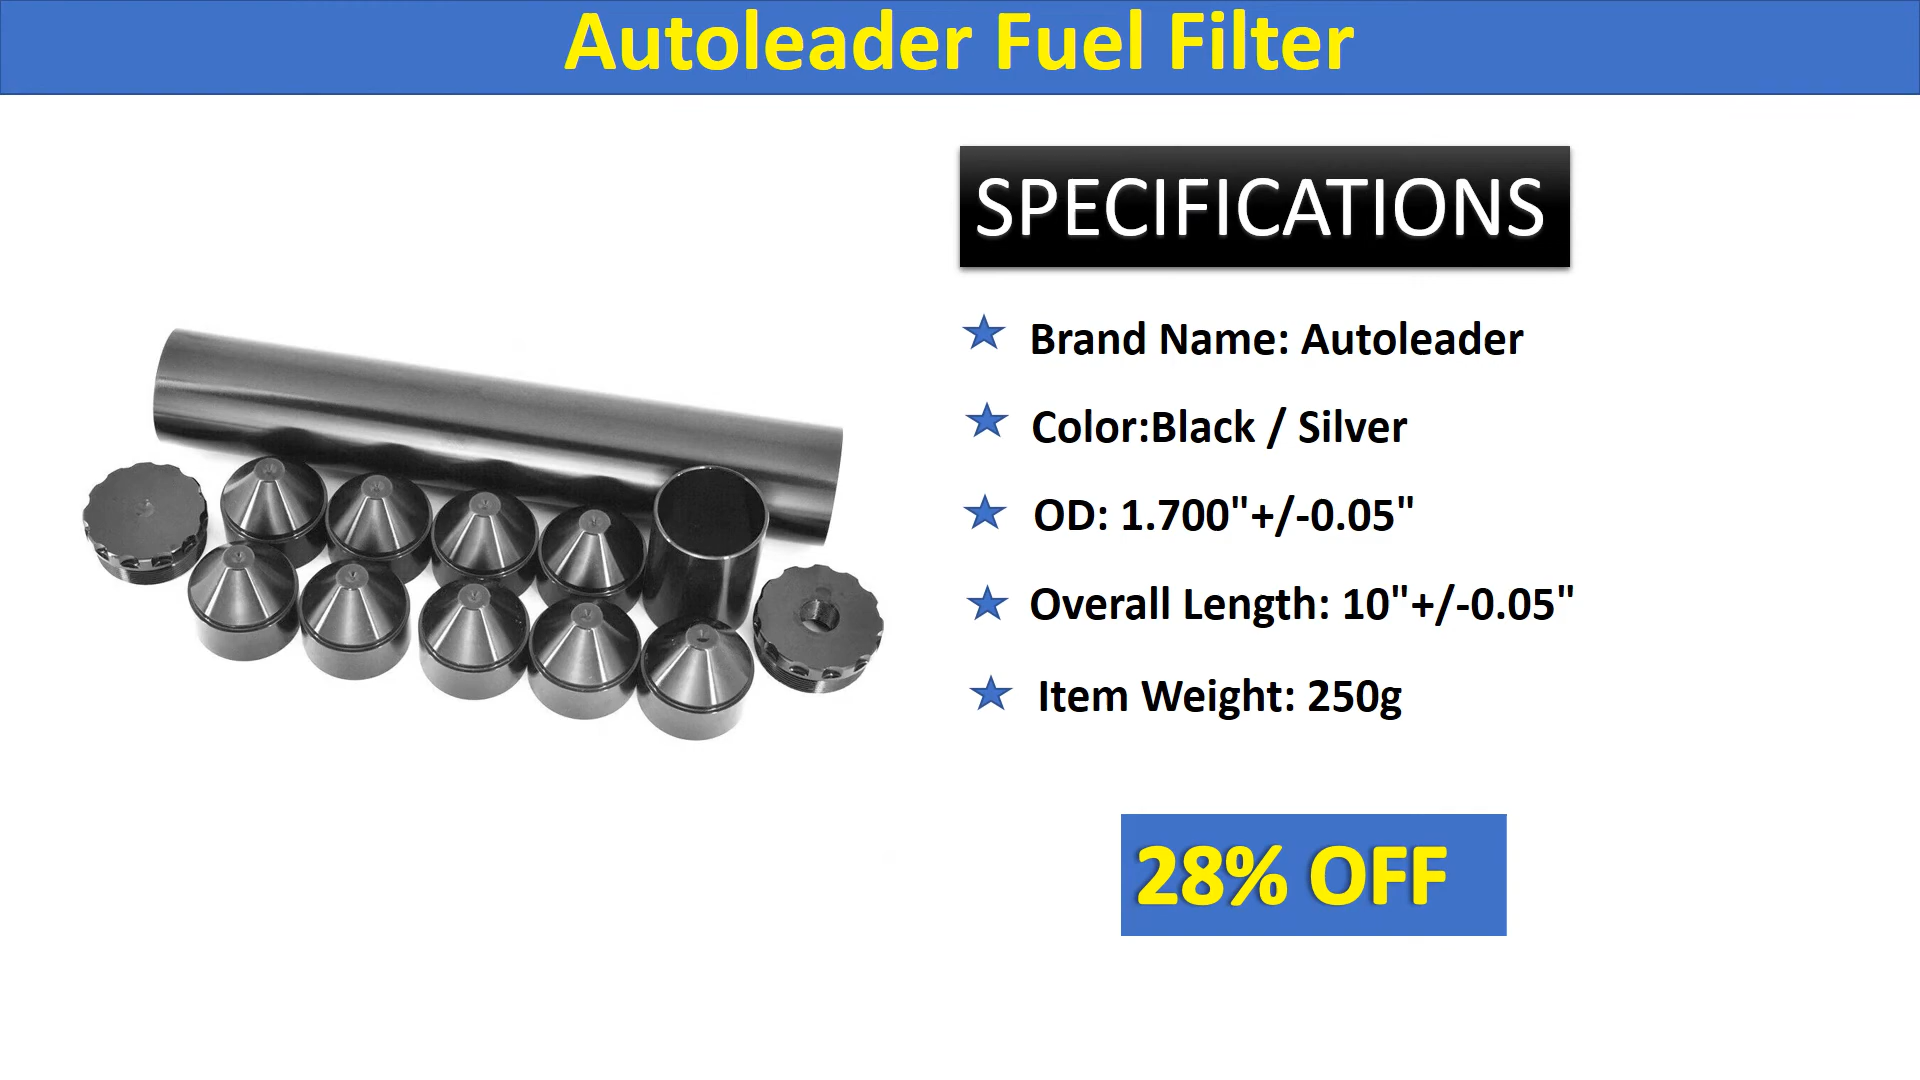 Autoleader Fuel Filter
SPECIFICATIONS
Brand Name: Autoleader
Color:Black / Silver
OD: 1.700"+/-0.05"
Overall Length: 10"+/-0.05"
Item Weight: 250g
28% OFF